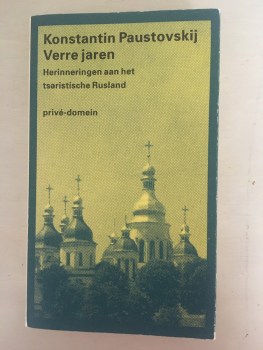 Konstantin Paustovskij
Verre jaren
Herinneringen aan het
tsaristische Rusland
privé-domein